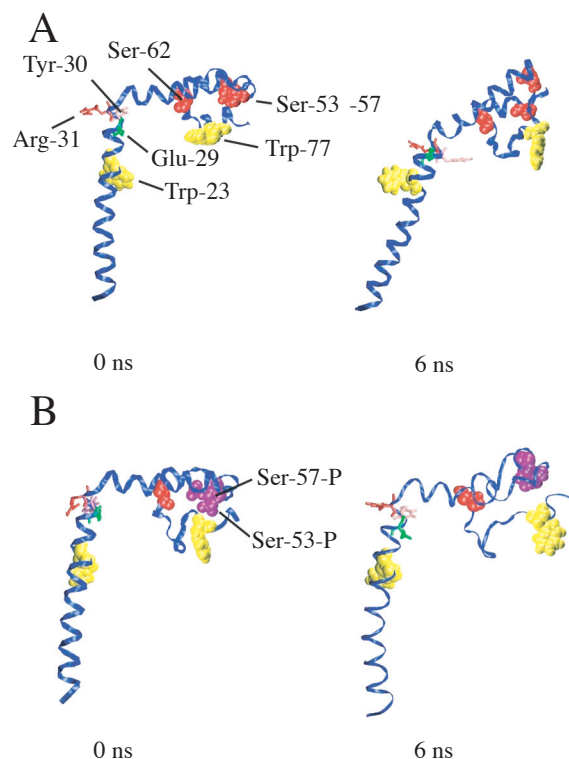 A
Ser-62
Tyr-30
Ser-53 -57
Arg-31
Glu-29
Trp-77
Trp-23
0 ns
6 ns
B
Ser-57-P
Ser-53-P
0 ns
6 ns